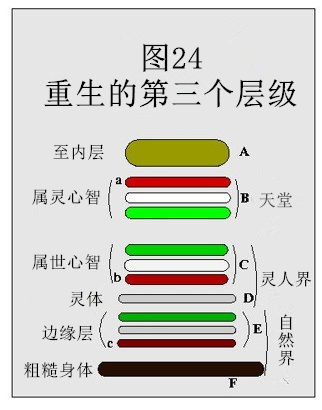 图24
重生的第三个层级
至内层 A
a
属灵心智 B 天堂
属世心智 C
b 灵人界
灵体 D
边缘层 E 自然界
c
粗糙身体
F